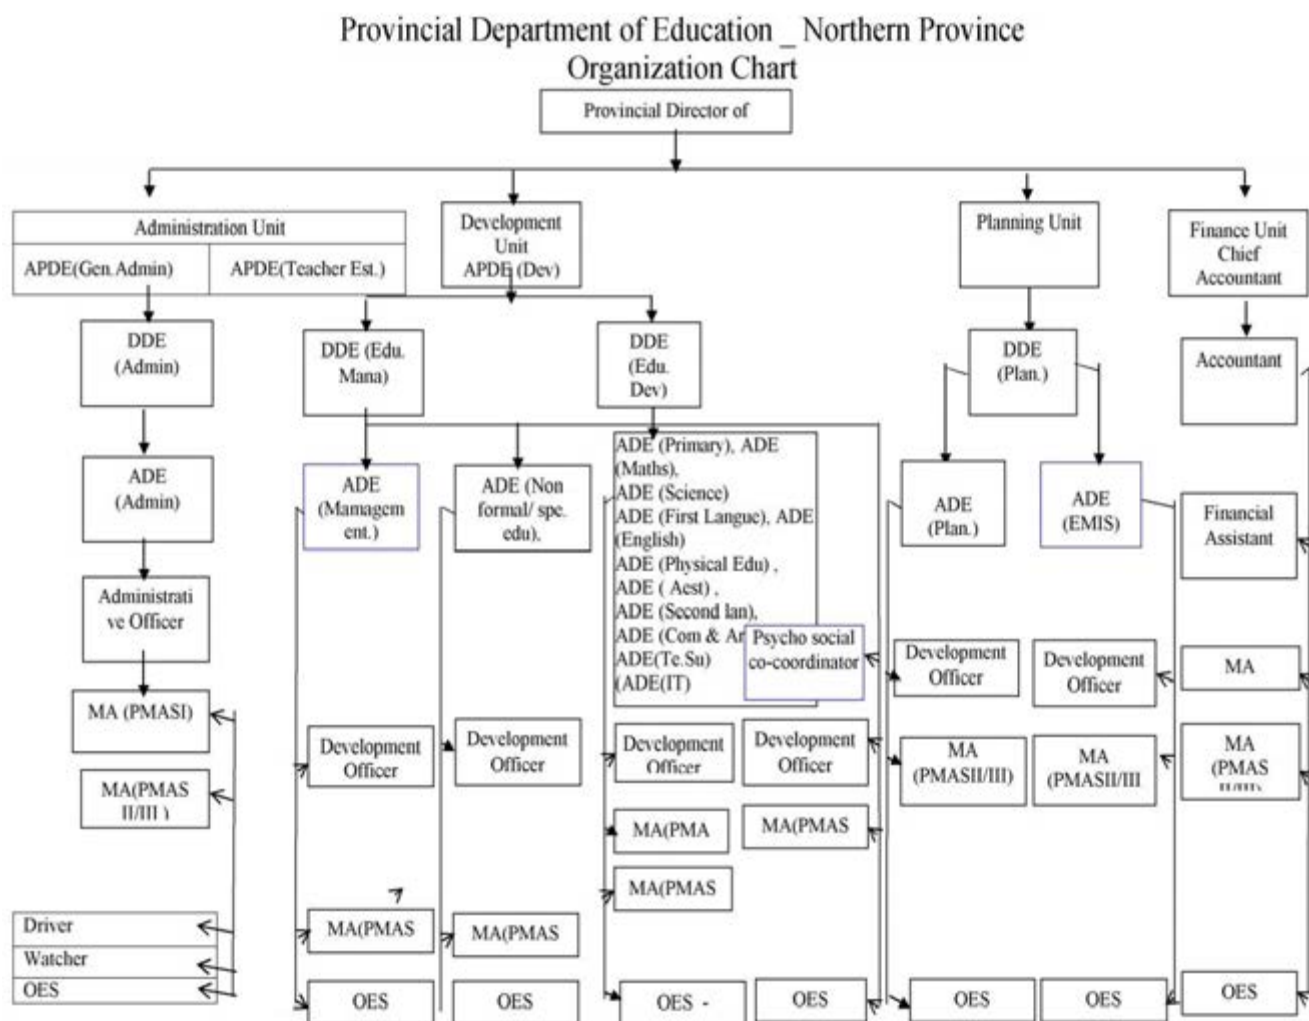 Provincial Department of Education _ Northern Province
Organization Chart
Provincial Director of
Administration Unit
APDE(Gen.Admin)
APDE(Teacher Est.)
Development
Unit
APDE (Dev)
Planning Unit
Finance Unit
Chief
Accountant
DDE
(Admin)
DDE (Edu.
Mana)
DDE
(Edu.
Dev)
DDE
(Plan.)
Accountant
ADE
(Admin)
ADE
(Mamagem
ent.)
ADE (Non
formal/ spe.
edu),
ADE (Primary), ADE
(Maths),
ADE (Science)
ADE (First Langue), ADE
(English)
ADE (Physical Edu) ,
ADE ( Aest) ,
ADE (Second lan),
ADE (Com & Ar
ADE(Te.Su)
(ADE(IT)
Psycho social
co-coordinator
ADE
(Plan.)
ADE
(EMIS)
Financial
Assistant
Administrati
ve Officer
Development
Officer
Development
Officer
MA
MA (PMASI)
Development
Officer
Development
Officer
Development
Officer
Development
Officer
MA
(PMASII/III)
MA
(PMASII/III
MA
(PMAS
II/III)
MA(PMAS
II/III )
MA(PMA
MA(PMAS
MA(PMAS
Driver
Watcher
OES
MA(PMAS
MA(PMAS
OES
OES
OES -
OES
OES
OES
OES